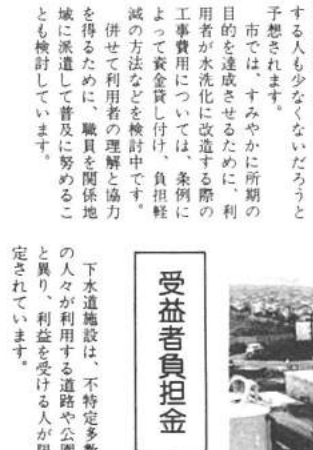 する人も少なくないだろうと
予想されます。
市では、すみやかに所期の
目的を達成させるために、利
用者が水洗化に改造する際の
工事費用については、条例に
よって資金貸し付け、負担軽
減の方法などを検討中です。
併せて利用者の理解と協力
を得るために、職員を関係地
域に派遣して普及に努めるこ
とも検討しています。
受益者負担金
下水道施設は、不特定多数
の人々が利用する道路や公園
と異り、利益を受ける人が限
定されています。